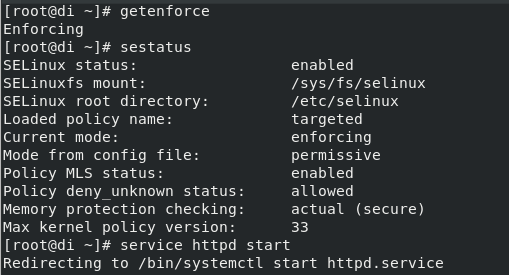 [root@di ~]# getenforce
Enforcing
[root@di ~]# sestatus
SELinux status:                 enabled
SELinuxfs mount:                /sys/fs/selinux
SELinux root directory:         /etc/selinux
Loaded policy name:             targeted
Current mode:                   enforcing
Mode from config file:          permissive
Policy MLS status:              enabled
Policy deny_unknown status:     allowed
Memory protection checking:     actual (secure)
Max kernel policy version:      33
[root@di ~]# service httpd start
Redirecting to /bin/systemctl start httpd.service